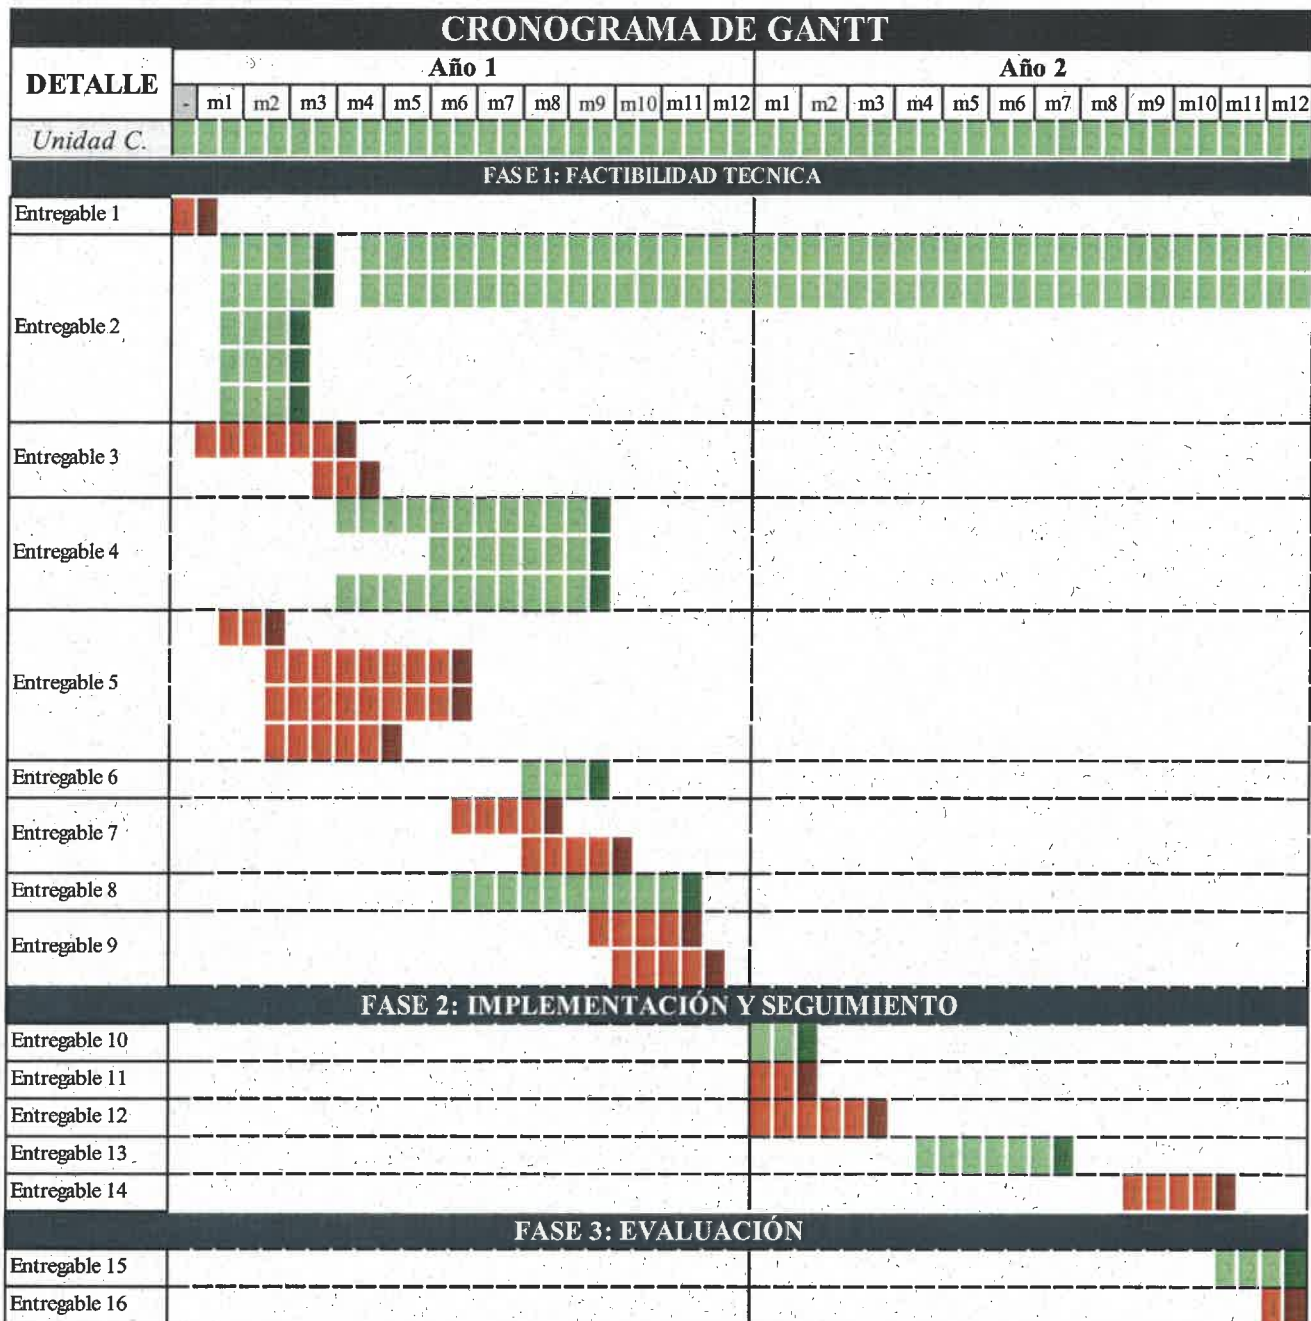 CRONOGRAMA DE GANTT
DETALLE
Año 1
Año 2
- m1 m2 m3 m4 m5 m6 m7 m8 m9 m10 m11 m12 m1 m2 m3 m4 m5 m6 m7 m8 m9 m10 m11 m12
Unidad C.
FASE 1: FACTIBILIDAD TECNICA
Entregable 1
Entregable 2
Entregable 3
Entregable 4
Entregable 5
Entregable 6
Entregable 7
Entregable 8
Entregable 9
FASE 2: IMPLEMENTACIÓN Y SEGUIMIENTO
Entregable 10
Entregable 11
Entregable 12
Entregable 13
Entregable 14
FASE 3: EVALUACIÓN
Entregable 15
Entregable 16